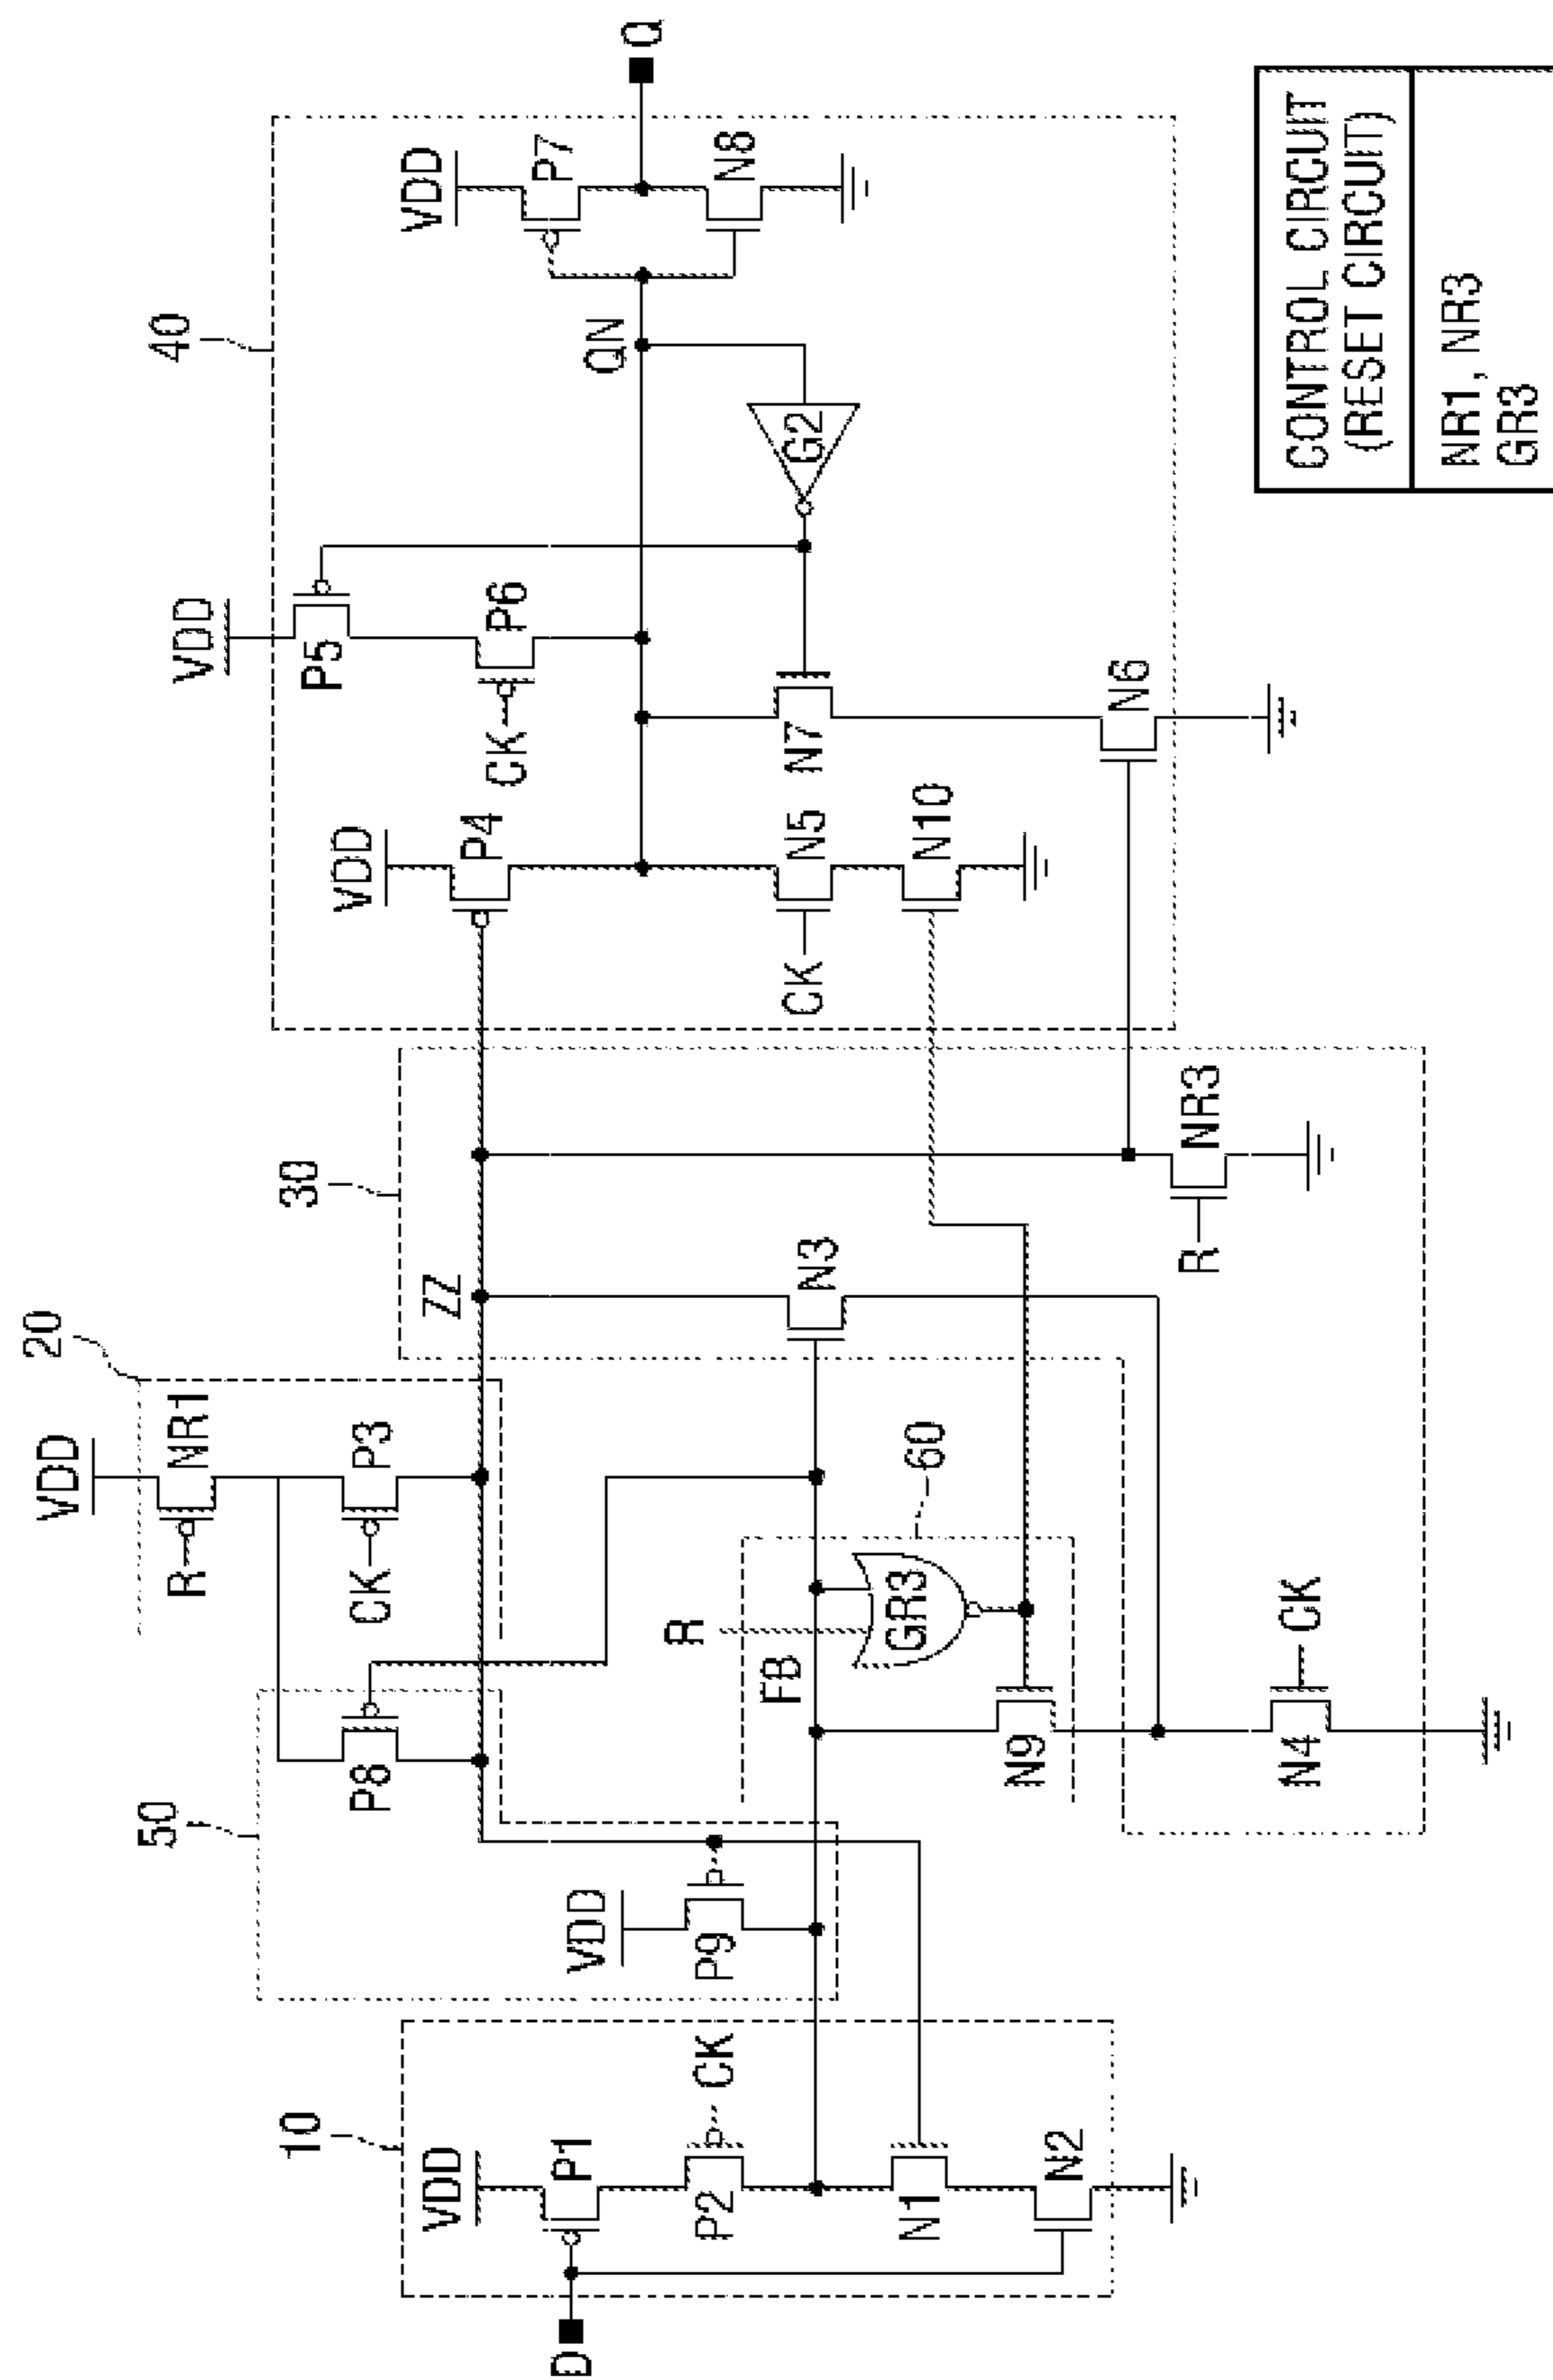 D
10
VDD
P1
P2
CK
N1
N2
50
VDD
P9
P8
20
VDD
R
NR1
CK
P3
FB
R
GR3
60
N9
N4
CK
ZZ
30
N3
R
NR3
40
VDD
P4
CK
N5
N10
VDD
P5
CK
P6
N7
N6
G2
QN
VDD
P7
N8
Q
CONTROL CIRCUIT
(RESET CIRCUIT)
NR1, NR3
GR3